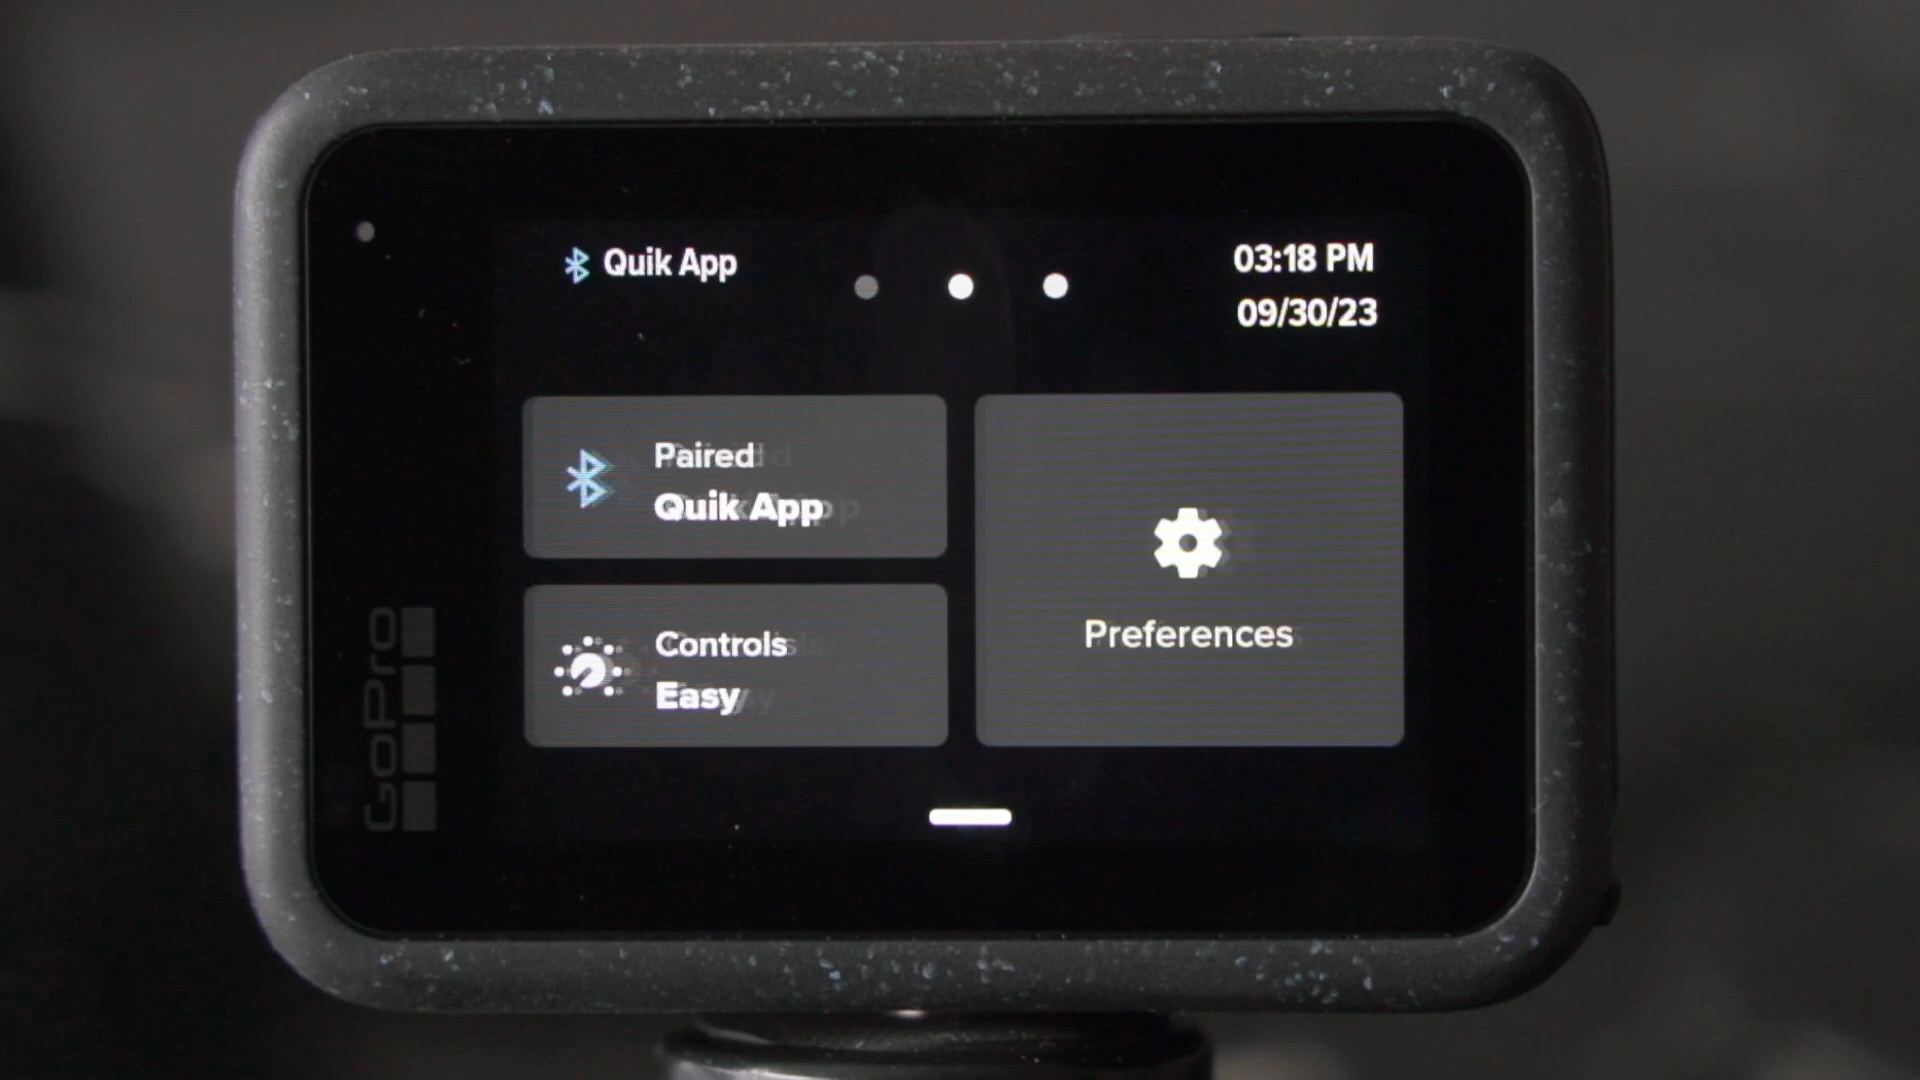 Quik App
03:18 PM
09/30/23
Paired
Quik App
Controls
Easy
Preferences
GoPro